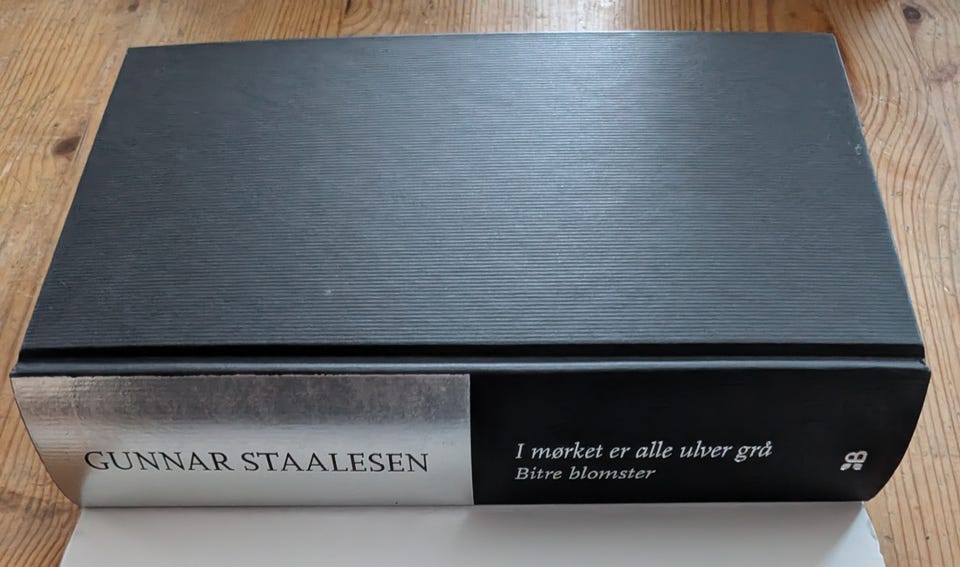 GUNNAR STAALESEN
I mørket er alle ulver grå
Bitre blomster